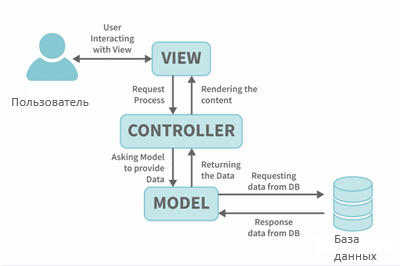 User
Interacting
with View
VIEW
Пользователь
Request
Process
Rendering the
content
CONTROLLER
Asking Model
to provide
Data
Returning
the Data
Requesting
data from DB
MODEL
Response
data from DB
База
данных